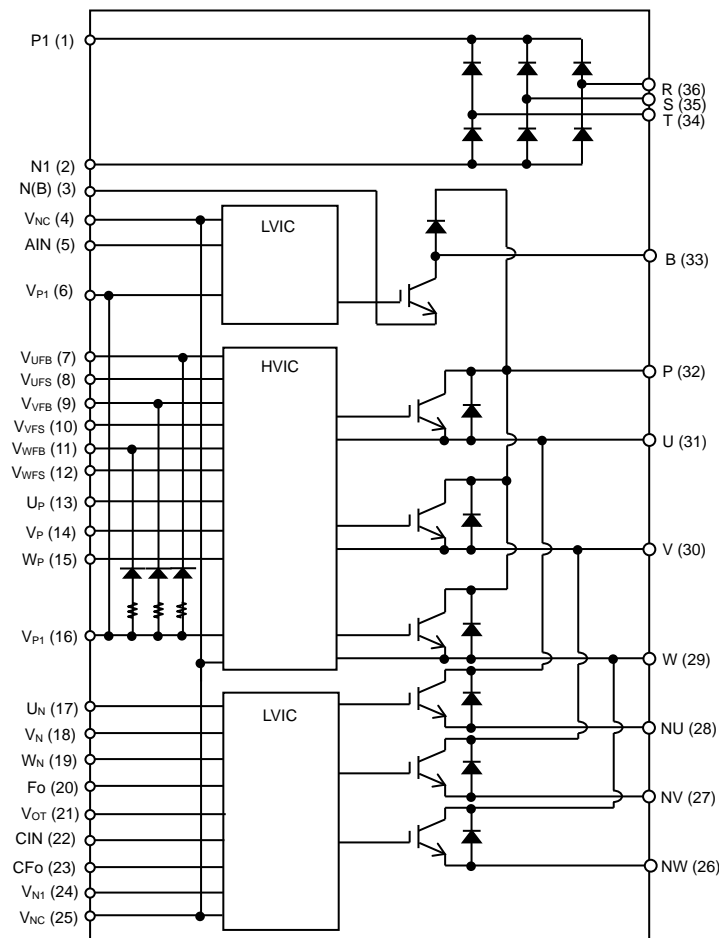 P1 (1)
R (36)
S (35)
T (34)
N1 (2)
N(B) (3)
VNC (4)
LVIC
AIN (5)
B (33)
VP1 (6)
VUFB (7)
HVIC
P (32)
VUFS (8)
VVFB (9)
VVFS (10)
U (31)
VWFB (11)
VWFS (12)
UP (13)
VP (14)
V (30)
WP (15)
VP1 (16)
W (29)
UN (17)
LVIC
NU (28)
VN (18)
WN (19)
Fo (20)
NV (27)
VOT (21)
CIN (22)
CFo (23)
NW (26)
VN1 (24)
VNC (25)